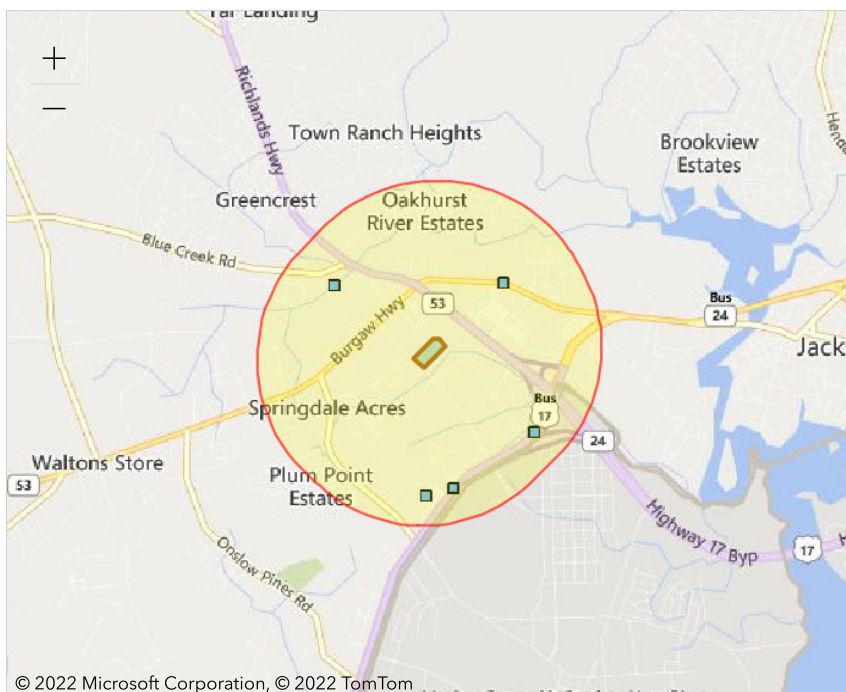 Far Landing
+
−
Richlands Hwy
Town Ranch Heights
Brookview
Estates
Greencrest
Oakhurst
River Estates
Blue Creek Rd
53
Bus
24
Burgaw Hwy
Jack
Bus
17
Springdale Acres
24
Waltons Store
53
Plum Point
Estates
Highway 17 Byp
17
H
Onslow Pines Rd
© 2022 Microsoft Corporation, © 2022 TomTom